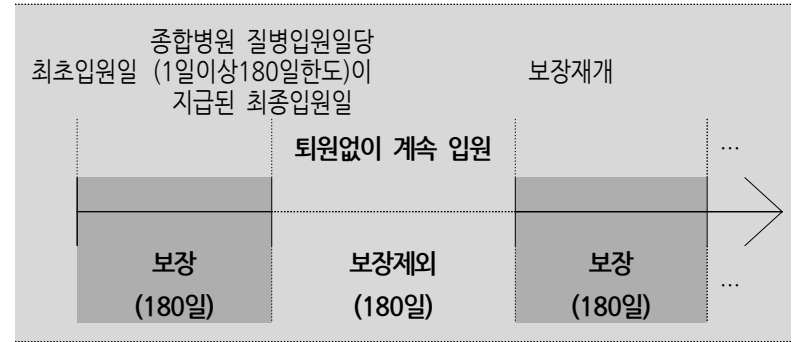 종합병원 질병입원일당
최초입원일 (1일이상180일한도)이 보장재개
지급된 최종입원일
퇴원없이 계속 입원 …
보장 보장제외 보장 …
(180일) (180일) (180일)